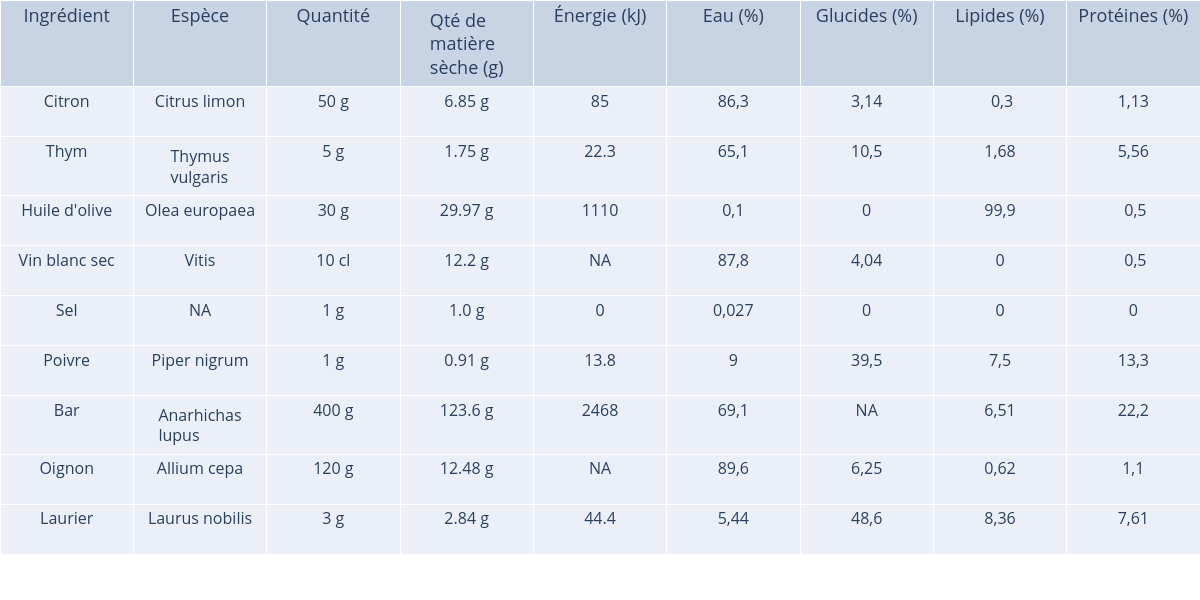 Ingrédient Espèce Quantité Qté de matière sèche (g) Énergie (kJ) Eau (%) Glucides (%) Lipides (%) Protéines (%)
Citron Citrus limon 50 g 6.85 g 85 86,3 3,14 0,3 1,13
Thym Thymus vulgaris 5 g 1.75 g 22.3 65,1 10,5 1,68 5,56
Huile d'olive Olea europaea 30 g 29.97 g 1110 0,1 0 99,9 0,5
Vin blanc sec Vitis 10 cl 12.2 g NA 87,8 4,04 0 0,5
Sel NA 1 g 1.0 g 0 0,027 0 0 0
Poivre Piper nigrum 1 g 0.91 g 13.8 9 39,5 7,5 13,3
Bar Anarhichas lupus 400 g 123.6 g 2468 69,1 NA 6,51 22,2
Oignon Allium cepa 120 g 12.48 g NA 89,6 6,25 0,62 1,1
Laurier Laurus nobilis 3 g 2.84 g 44.4 5,44 48,6 8,36 7,61